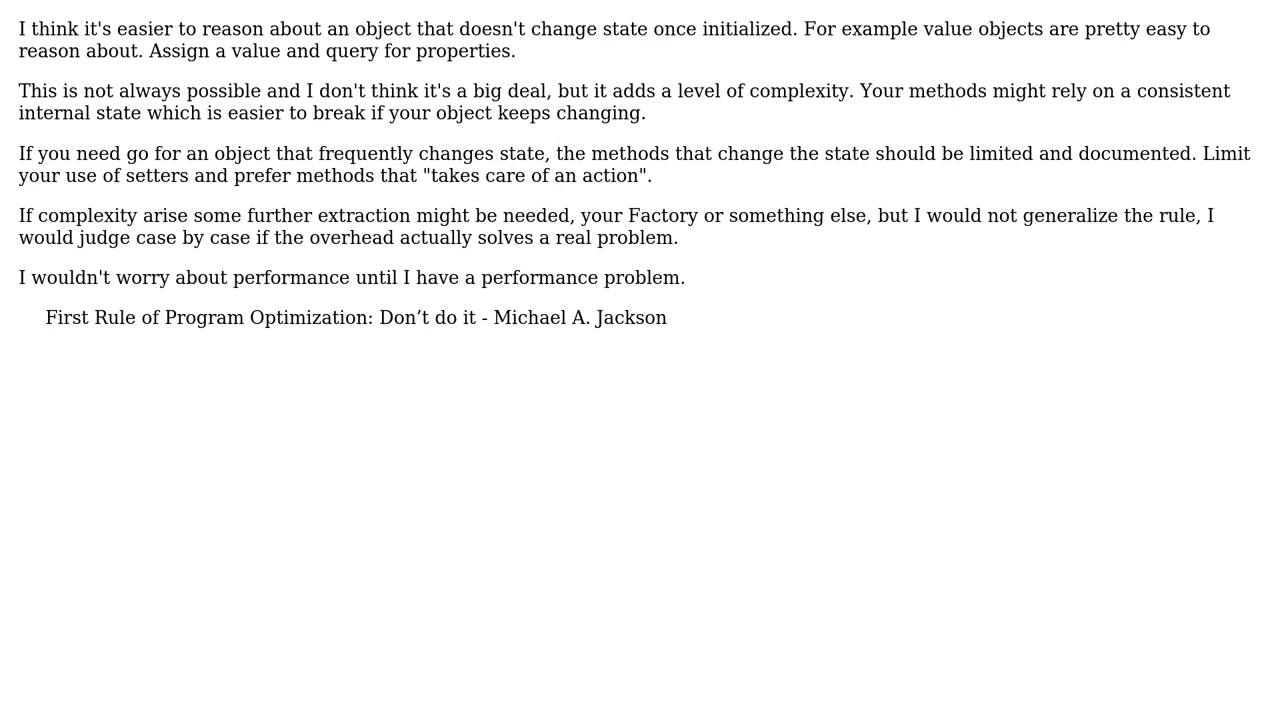 I think it's easier to reason about an object that doesn't change state once initialized. For example value objects are pretty easy to
reason about. Assign a value and query for properties.
This is not always possible and I don't think it's a big deal, but it adds a level of complexity. Your methods might rely on a consistent
internal state which is easier to break if your object keeps changing.
If you need go for an object that frequently changes state, the methods that change the state should be limited and documented. Limit
your use of setters and prefer methods that "takes care of an action".
If complexity arise some further extraction might be needed, your Factory or something else, but I would not generalize the rule, I
would judge case by case if the overhead actually solves a real problem.
I wouldn't worry about performance until I have a performance problem.
First Rule of Program Optimization: Don’t do it - Michael A. Jackson